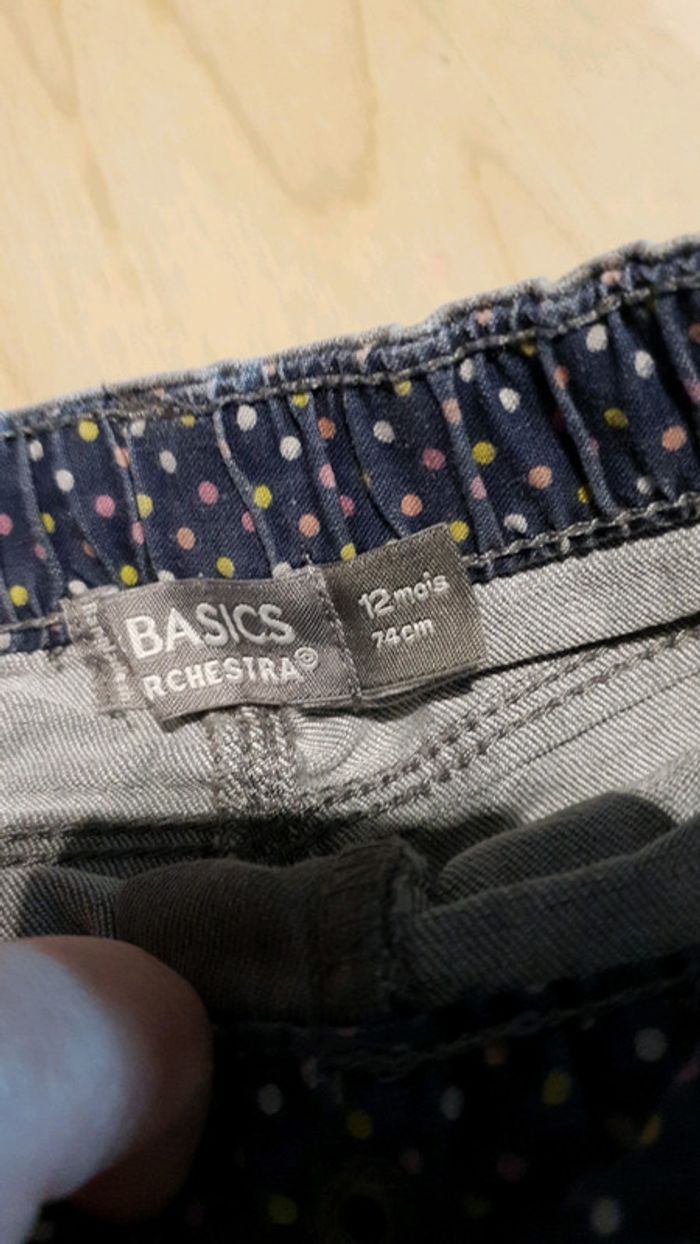 BASICS
RCHESTRA©
12 mois
74cm